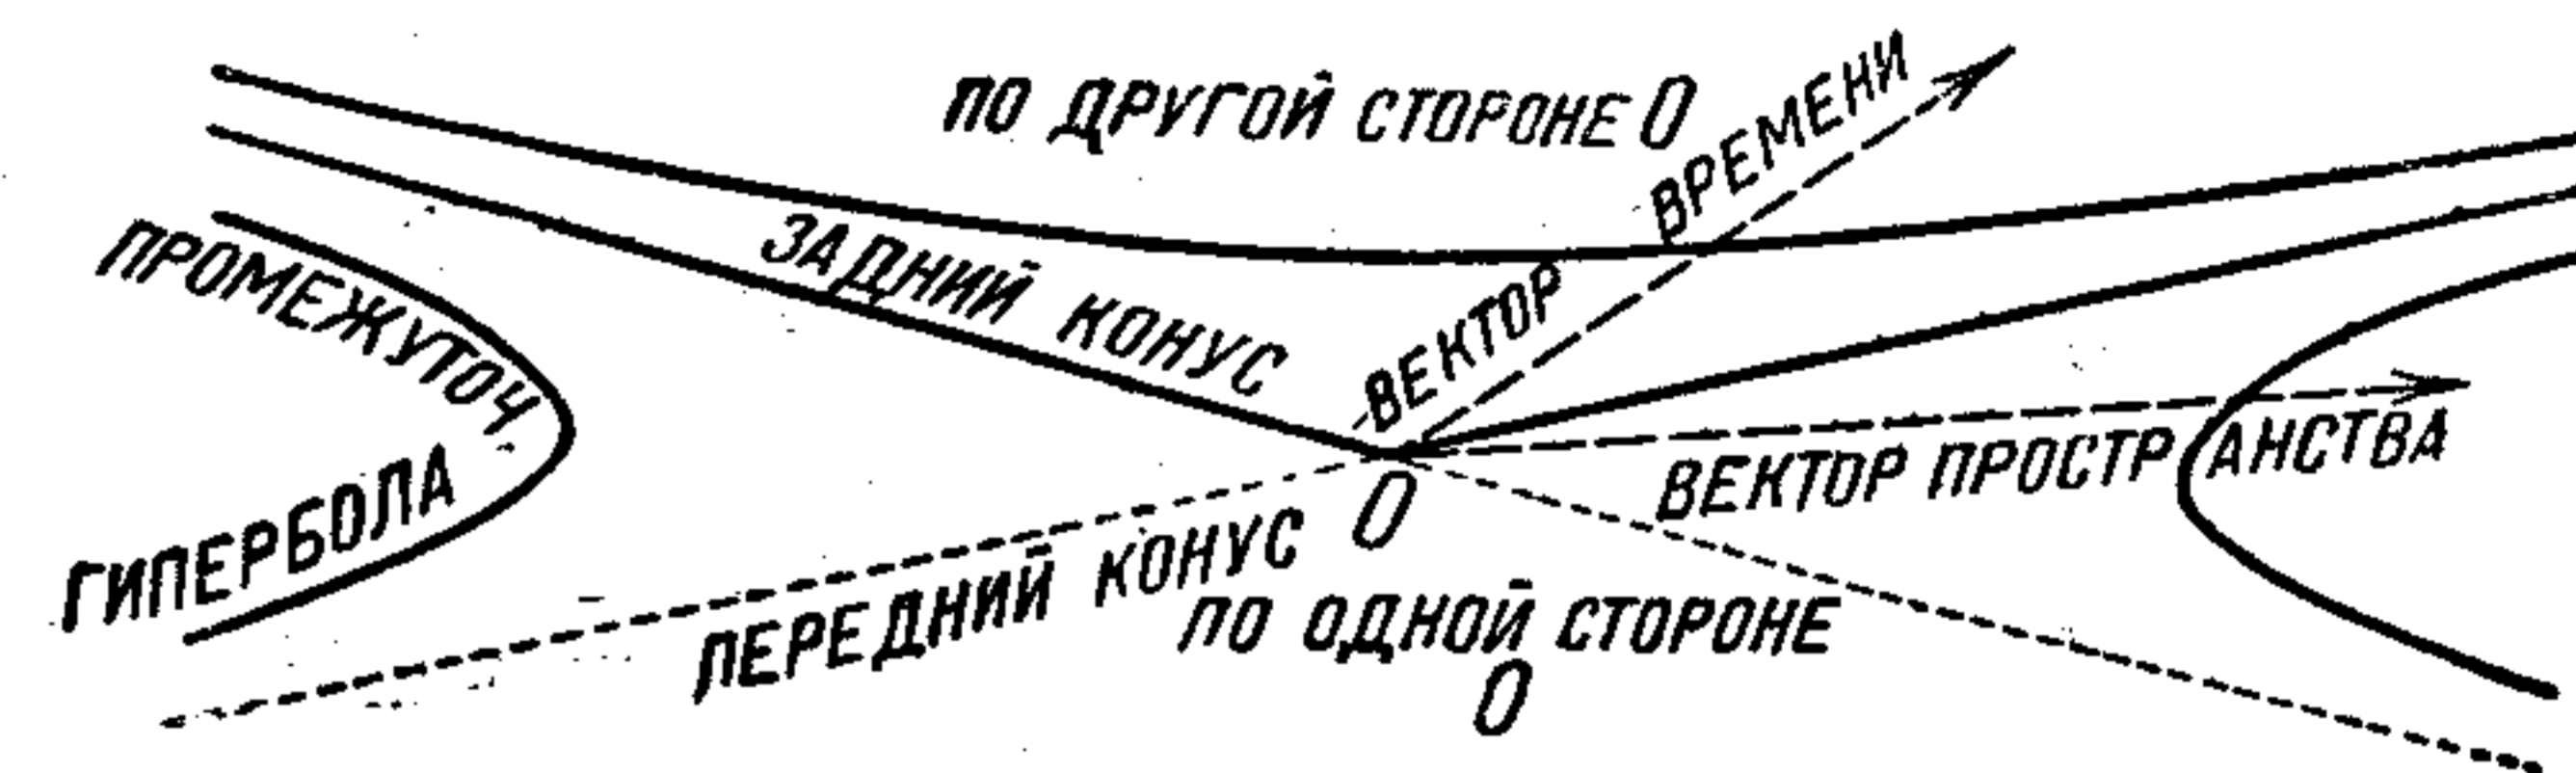 ПО ДРУГОЙ СТОРОНЕ О
ВЕКТОР ВРЕМЕНИ
ЗАДНИЙ КОНУС
ПРОМЕЖУТОЧ.
ГИПЕРБОЛА
О
ВЕКТОР ПРОСТРАНСТВА
ПЕРЕДНИЙ КОНУС
ПО ОДНОЙ СТОРОНЕ
О